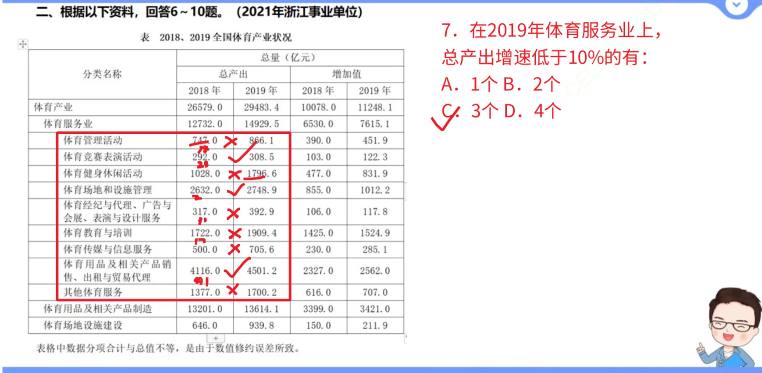 二、根据以下资料，回答6~10题。（2021年浙江事业单位）
表 2018、2019全国体育产业状况
分类名称 总量（亿元）
总产出 增加值
2018年 2019年 2018年 2019年
体育产业 26579.0 29483.4 10078.0 11248.1
体育服务业 12732.0 14929.5 6530.0 7615.1
体育管理活动 747.0 866.1 390.0 451.9
体育竞赛表演活动 292.0 308.5 103.0 122.3
体育健身休闲活动 1028.0 1796.6 477.0 831.9
体育场地和设施管理 2632.0 2748.9 855.0 1012.2
体育经纪与代理、广告与
会展、表演与设计服务 317.0 392.9 106.0 117.8
体育教育与培训 1722.0 1909.4 1425.0 1524.9
体育传媒与信息服务 500.0 705.6 230.0 285.1
体育用品及相关产品销
售、出租与贸易代理 4116.0 4501.2 2327.0 2562.0
其他体育服务 1377.0 1700.2 616.0 707.0
体育用品及相关产品制造 13201.0 13614.1 3399.0 3421.0
体育场地设施建设 646.0 939.8 150.0 211.9
表格中数据分项合计与总值不等，是由于数值修约误差所致。
7．在2019年体育服务业上，
总产出增速低于10%的有：
A．1个 B．2个
C．3个 D．4个